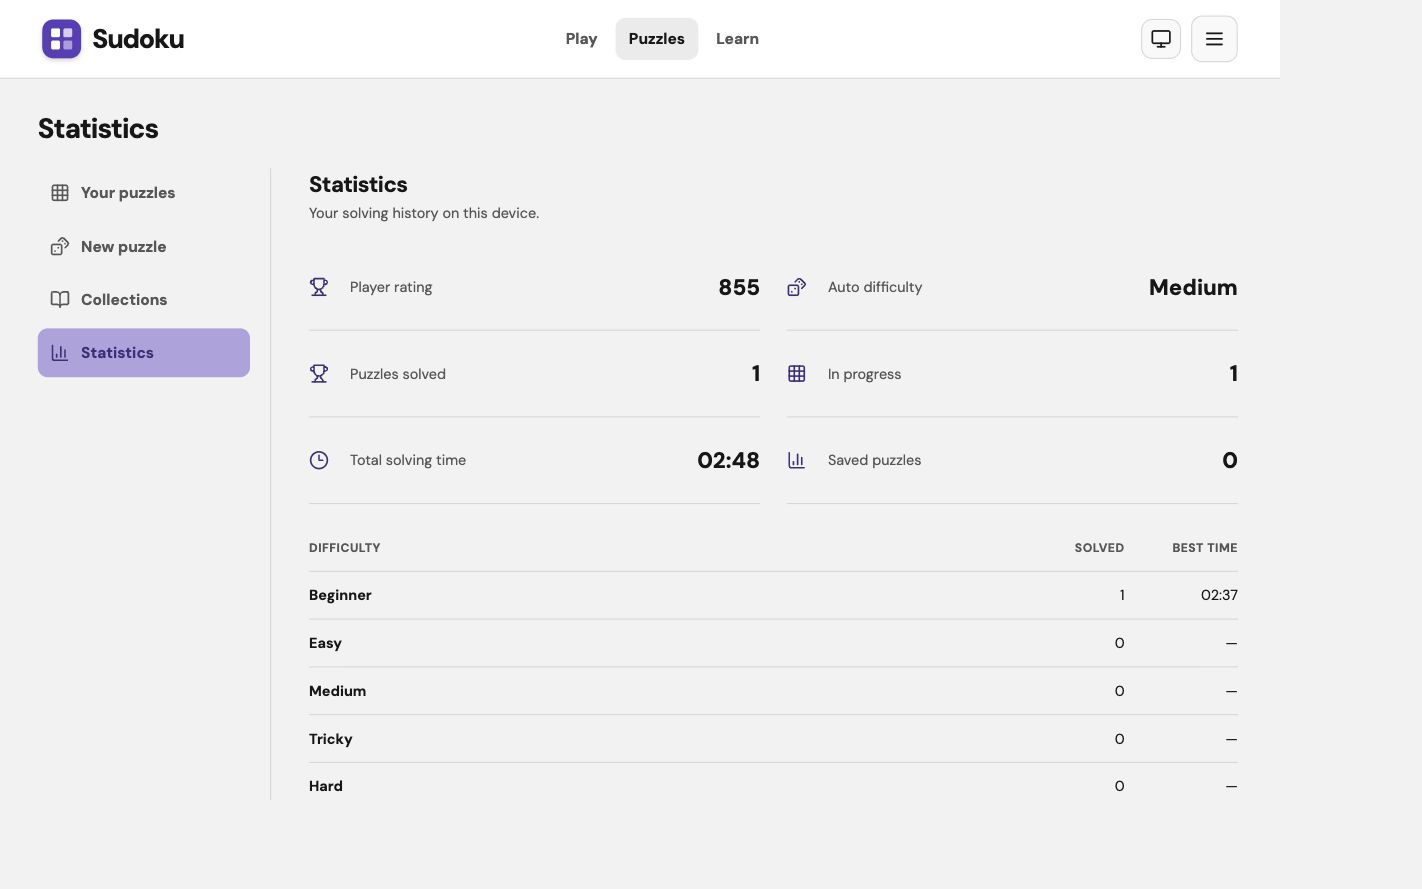 Sudoku
Play Puzzles Learn
Statistics
Your puzzles
New puzzle
Collections
Statistics
Statistics
Your solving history on this device.
Player rating 855
Auto difficulty Medium
Puzzles solved 1
In progress 1
Total solving time 02:48
Saved puzzles 0
DIFFICULTY SOLVED BEST TIME
Beginner 1 02:37
Easy 0 —
Medium 0 —
Tricky 0 —
Hard 0 —